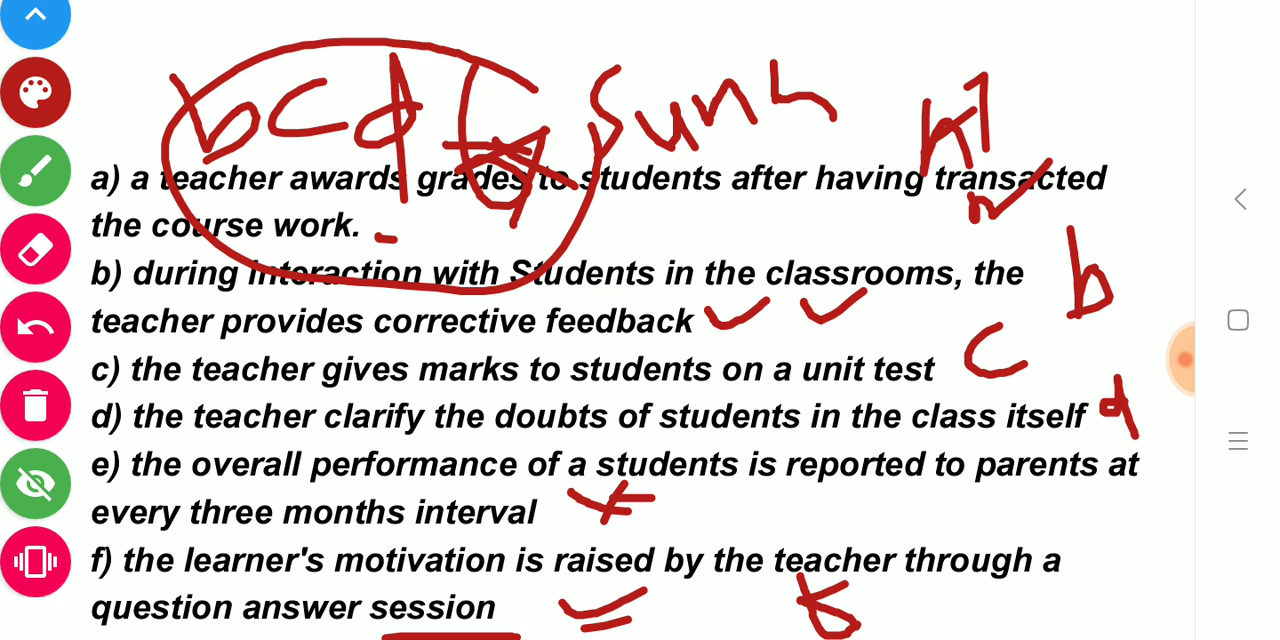 bcd
a) a teacher awards grades to students after having transacted
the course work.
b) during interaction with Students in the classrooms, the
b
teacher provides corrective feedback
c) the teacher gives marks to students on a unit test
c
d) the teacher clarify the doubts of students in the class itself
d
e) the overall performance of a students is reported to parents at
every three months interval
f) the learner's motivation is raised by the teacher through a
question answer session